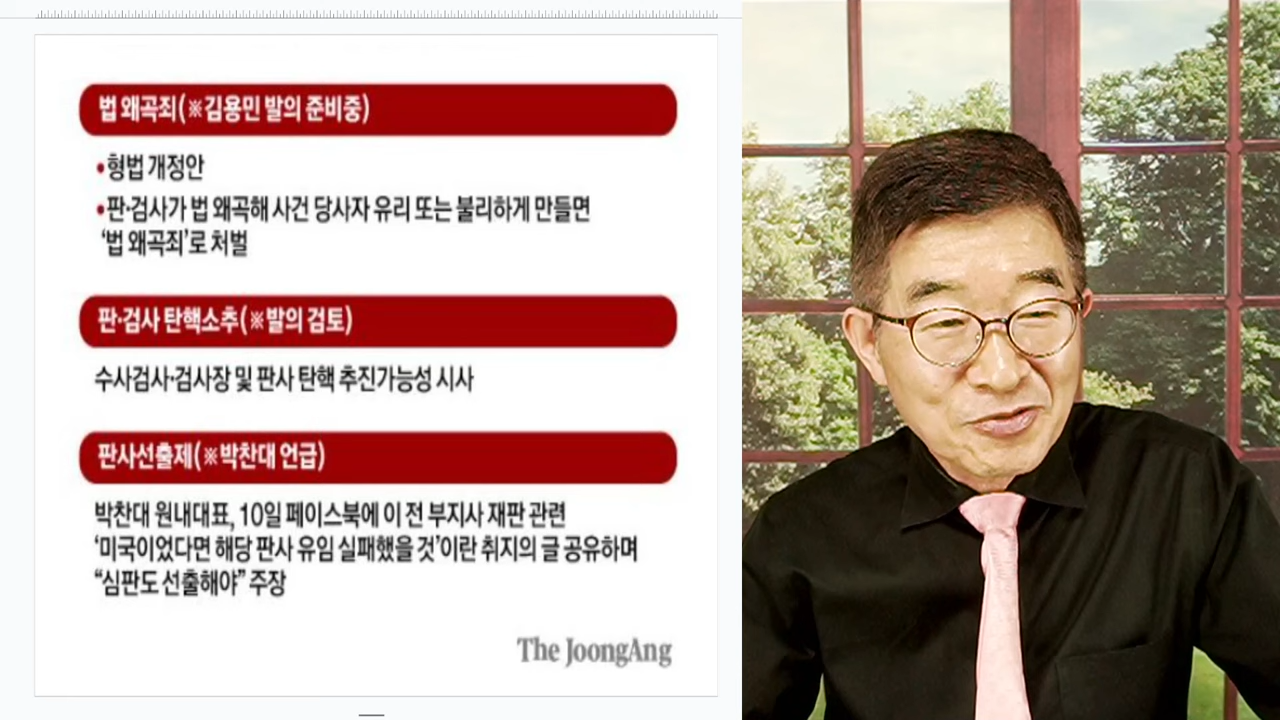 법 왜곡죄(※김용민 발의 준비중)
•형법 개정안
•판·검사가 법 왜곡해 사건 당사자 유리 또는 불리하게 만들면
‘법 왜곡죄’로 처벌
판·검사 탄핵소추(※발의 검토)
수사검사·검사장 및 판사 탄핵 추진가능성 시사
판사선출제(※박찬대 언급)
박찬대 원내대표, 10일 페이스북에 이 전 부지사 재판 관련
‘미국이었다면 해당 판사 유임 실패했을 것’이란 취지의 글 공유하며
“심판도 선출해야” 주장
The JoongAng